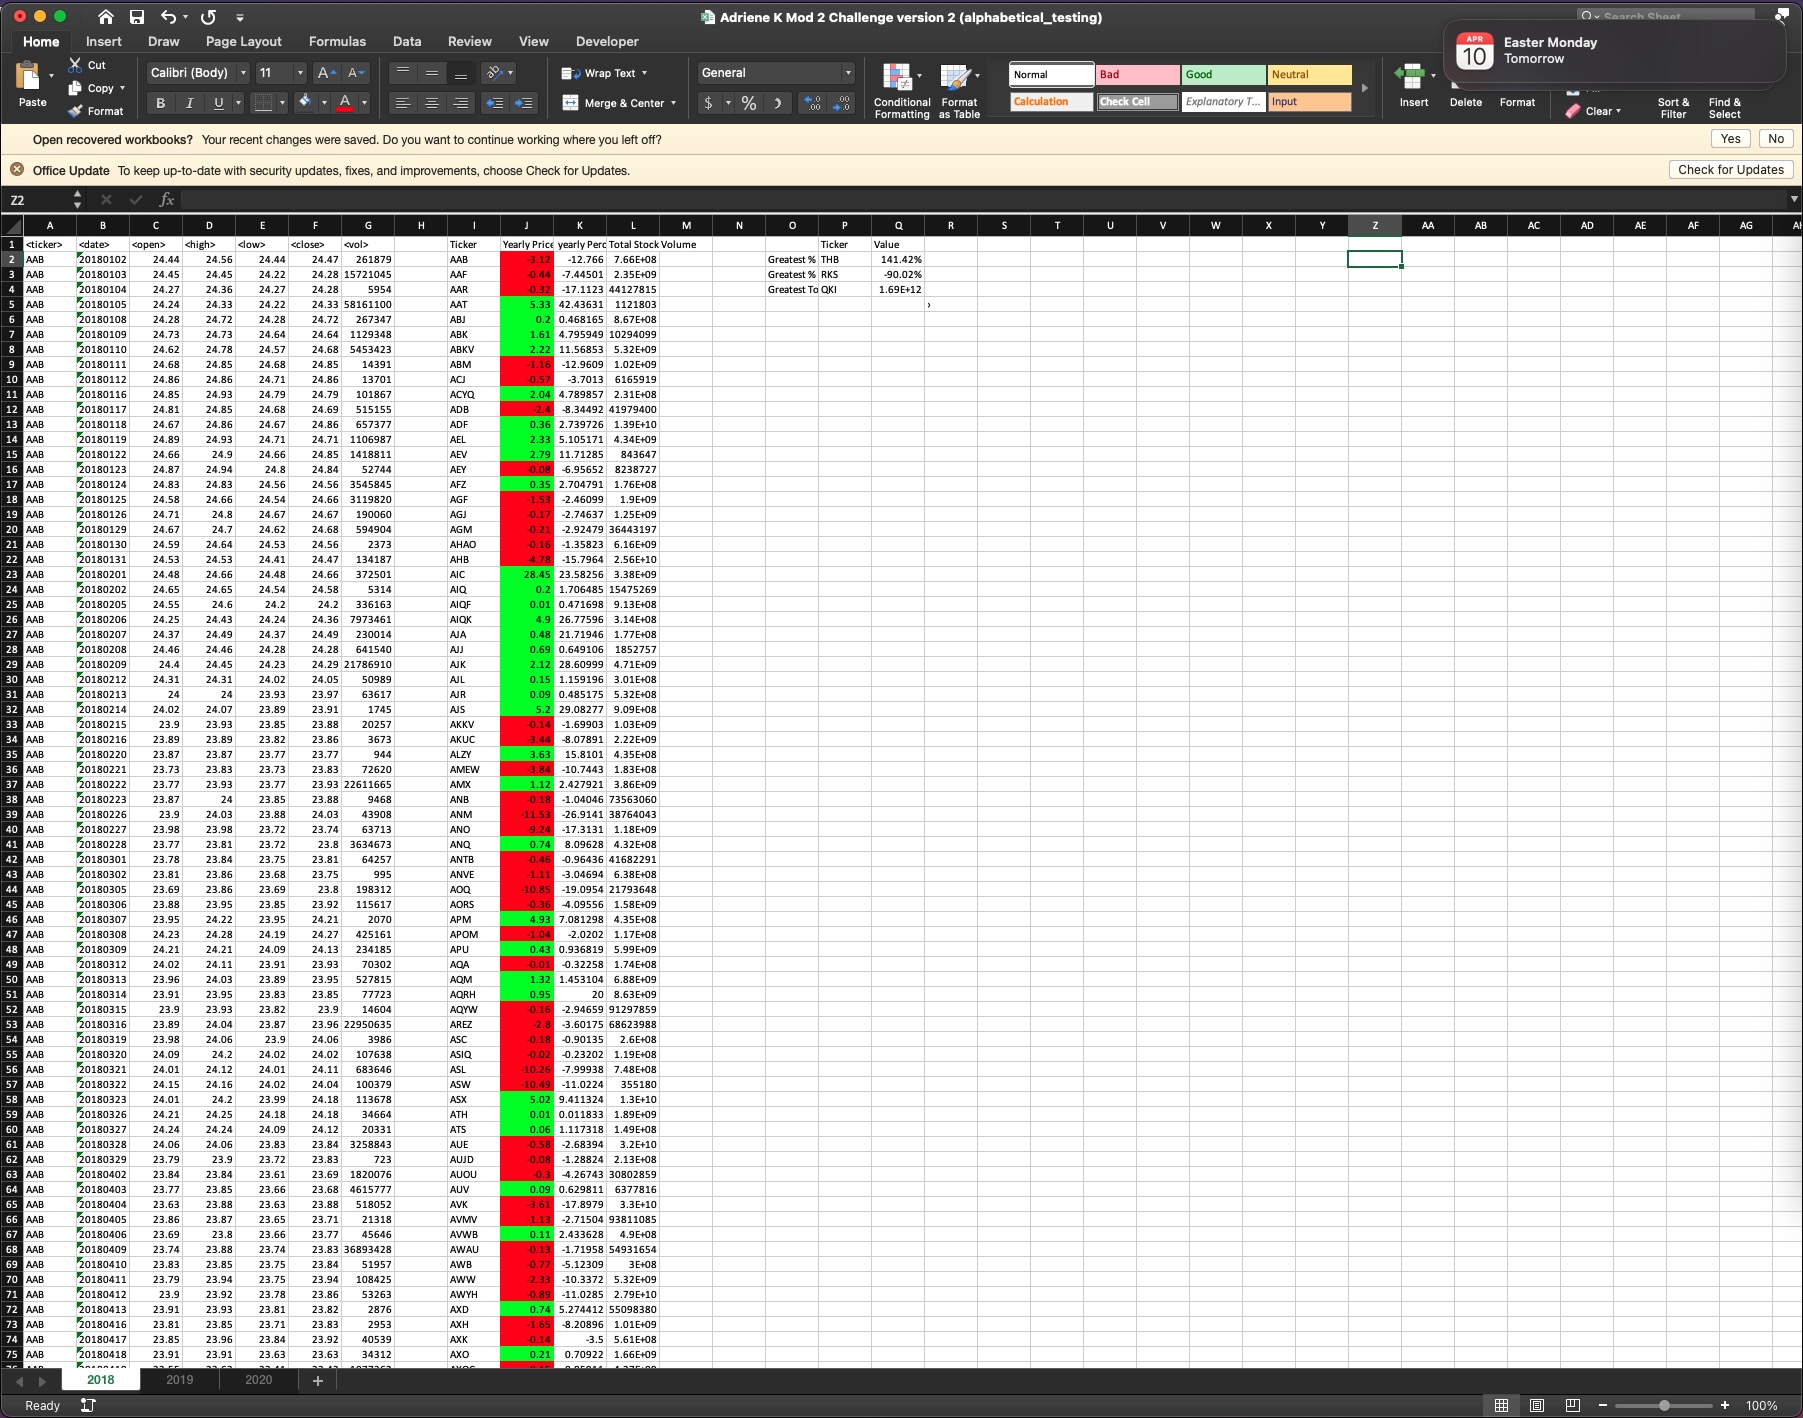 Adriene K Mod 2 Challenge version 2 (alphabetical_testing)
Search Sheet
Home Insert Draw Page Layout Formulas Data Review View Developer
APR 10 Easter Monday
Tomorrow
Paste Cut Copy Format
Calibri (Body) 11 A A B I U A
Wrap Text Merge & Center
General $ %
Conditional Formatting Format as Table
Normal Bad Good Neutral
Calculation Check Cell Explanatory T... Input
Insert Delete Format Clear Sort & Filter Find & Select
Open recovered workbooks? Your recent changes were saved. Do you want to continue working where you left off? Yes No
Office Update To keep up-to-date with security updates, fixes, and improvements, choose Check for Updates. Check for Updates
Z2 fx
A B C D E F G H I J K L M N O P Q R S T U V W X Y Z AA AB AC AD AE AF AG AH
1 <ticker> <date> <open> <high> <low> <close> <vol> Ticker Yearly Price yearly Perc Total Stock Volume Ticker Value
2 AAB 20180102 24.44 24.56 24.44 24.47 261879 AAB -3.12 -12.766 7.66E+08 Greatest % THB 141.42%
3 AAB 20180103 24.45 24.45 24.22 24.28 15721045 AAF -0.44 -7.44501 2.35E+09 Greatest % RKS -90.02%
4 AAB 20180104 24.27 24.36 24.27 24.28 5954 AAR -0.32 -17.1123 44127815 Greatest To QKI 1.69E+12
5 AAB 20180105 24.24 24.33 24.22 24.33 58161100 AAT 5.33 42.43631 1121803
6 AAB 20180108 24.28 24.72 24.28 24.72 267347 ABJ 0.2 0.468165 8.67E+08
7 AAB 20180109 24.73 24.73 24.64 24.64 1129348 ABK 1.61 4.795949 10294099
8 AAB 20180110 24.62 24.78 24.57 24.68 5453423 ABKV 2.22 11.56853 5.32E+09
9 AAB 20180111 24.68 24.85 24.68 24.85 14391 ABM -1.16 -12.9609 1.02E+09
10 AAB 20180112 24.86 24.86 24.71 24.86 13701 ACJ -0.57 -3.7013 6165919
11 AAB 20180116 24.85 24.93 24.79 24.79 101867 ACYQ 2.04 4.789857 2.31E+08
12 AAB 20180117 24.81 24.85 24.68 24.69 515155 ADB -2.4 -8.34492 41979400
13 AAB 20180118 24.67 24.86 24.67 24.86 657377 ADF 0.36 2.739726 1.39E+10
14 AAB 20180119 24.89 24.93 24.71 24.71 1106987 AEL 2.33 5.105171 4.34E+09
15 AAB 20180122 24.66 24.9 24.66 24.85 1418811 AEV 2.79 11.71285 843647
16 AAB 20180123 24.87 24.94 24.8 24.84 52744 AEY -0.08 -6.95652 8238727
17 AAB 20180124 24.83 24.83 24.56 24.56 3545845 AFZ 0.35 2.704791 1.76E+08
18 AAB 20180125 24.58 24.66 24.54 24.66 3119820 AGF -1.53 -2.46099 1.9E+09
19 AAB 20180126 24.71 24.8 24.67 24.67 190060 AGJ -0.17 -2.74637 1.25E+09
20 AAB 20180129 24.67 24.7 24.62 24.68 594904 AGM -0.21 -2.92479 36443197
21 AAB 20180130 24.59 24.64 24.53 24.56 2373 AHAO -0.16 -1.35823 6.16E+09
22 AAB 20180131 24.53 24.53 24.41 24.47 134187 AHB -4.78 -15.7964 2.56E+10
23 AAB 20180201 24.48 24.66 24.48 24.66 372501 AIC 28.45 23.58256 3.38E+09
24 AAB 20180202 24.65 24.65 24.54 24.58 5314 AIQ 0.2 1.706485 15475269
25 AAB 20180205 24.55 24.6 24.2 24.2 336163 AIQF 0.01 0.471698 9.13E+08
26 AAB 20180206 24.25 24.43 24.24 24.36 7973461 AIQK 4.9 26.77596 3.14E+08
27 AAB 20180207 24.37 24.49 24.37 24.49 230014 AJA 0.48 21.71946 1.77E+08
28 AAB 20180208 24.46 24.46 24.28 24.28 641540 AJJ 0.69 0.649106 1852757
29 AAB 20180209 24.4 24.45 24.23 24.29 21786910 AJK 2.12 28.60999 4.71E+09
30 AAB 20180212 24.31 24.31 24.02 24.05 50989 AJL 0.15 1.159196 3.01E+08
31 AAB 20180213 24 24 23.93 23.97 63617 AJR 0.09 0.485175 5.32E+08
32 AAB 20180214 24.02 24.07 23.89 23.91 1745 AJS 5.2 29.08277 9.09E+08
33 AAB 20180215 23.9 23.93 23.85 23.88 20257 AKKV -0.14 -1.69903 1.03E+09
34 AAB 20180216 23.89 23.89 23.82 23.86 3673 AKUC -3.44 -8.07891 2.22E+09
35 AAB 20180220 23.87 23.87 23.77 23.77 944 ALZY 3.63 15.8101 4.35E+08
36 AAB 20180221 23.73 23.83 23.73 23.83 72620 AMEW -3.84 -10.7443 1.83E+08
37 AAB 20180222 23.77 23.93 23.77 23.93 22611665 AMX 1.12 2.427921 3.86E+09
38 AAB 20180223 23.87 24 23.85 23.88 9468 ANB -0.18 -1.04046 73563060
39 AAB 20180226 23.9 24.03 23.88 24.03 43908 ANM -11.53 -26.9141 38764043
40 AAB 20180227 23.98 23.98 23.72 23.74 63713 ANO -9.24 -17.3131 1.18E+09
41 AAB 20180228 23.77 23.81 23.72 23.8 3634673 ANQ 0.74 8.09628 4.32E+08
42 AAB 20180301 23.78 23.84 23.75 23.81 64257 ANTB -0.46 -0.96436 41682291
43 AAB 20180302 23.81 23.86 23.68 23.75 995 ANVE -1.11 -3.04694 6.38E+08
44 AAB 20180305 23.69 23.86 23.69 23.8 198312 AOQ -10.85 -19.0954 21793648
45 AAB 20180306 23.88 23.95 23.85 23.92 115617 AORS -0.36 -4.09556 1.58E+09
46 AAB 20180307 23.95 24.22 23.95 24.21 2070 APM 4.93 7.081298 4.35E+08
47 AAB 20180308 24.23 24.28 24.19 24.27 425161 APOM -1.04 -2.0202 1.17E+08
48 AAB 20180309 24.21 24.21 24.09 24.13 234185 APU 0.43 0.936819 5.99E+08
49 AAB 20180312 24.02 24.11 23.91 23.93 70302 AQA -0.01 -0.32258 1.74E+08
50 AAB 20180313 23.96 24.03 23.89 23.95 527815 AQM 1.32 1.453104 6.88E+09
51 AAB 20180314 23.91 23.95 23.83 23.85 77723 AQRH 0.95 20 8.63E+09
52 AAB 20180315 23.9 23.93 23.82 23.9 14604 AQYW -0.16 -2.94659 91297859
53 AAB 20180316 23.89 24.04 23.87 23.96 22950635 AREZ -2.8 -3.60175 68623988
54 AAB 20180319 23.98 24.06 23.9 24.06 3986 ASC -0.18 -0.90135 2.6E+08
55 AAB 20180320 24.09 24.2 24.02 24.02 107638 ASIQ -0.02 -0.23202 1.19E+08
56 AAB 20180321 24.01 24.12 24.01 24.11 683646 ASL -10.26 -7.99938 7.48E+08
57 AAB 20180322 24.15 24.16 24.02 24.04 100379 ASW -10.49 -11.0224 355180
58 AAB 20180323 24.01 24.2 23.99 24.18 113678 ASX 5.02 9.411324 1.3E+10
59 AAB 20180326 24.21 24.25 24.18 24.18 34664 ATH 0.01 0.011833 1.89E+09
60 AAB 20180327 24.24 24.24 24.09 24.12 20331 ATS 0.06 1.117318 1.49E+08
61 AAB 20180328 24.06 24.06 23.83 23.84 3258843 AUE -0.58 -2.68394 3.2E+10
62 AAB 20180329 23.79 23.9 23.72 23.83 723 AUJD -0.08 -1.28824 2.13E+08
63 AAB 20180402 23.84 23.84 23.61 23.69 1820076 AUOU -0.3 -4.26743 30802859
64 AAB 20180403 23.77 23.85 23.66 23.68 4615777 AUV 0.09 0.629811 6377816
65 AAB 20180404 23.63 23.88 23.63 23.88 518052 AVK -3.61 -17.8979 3.3E+10
66 AAB 20180405 23.86 23.87 23.65 23.71 21318 AVMV -1.13 -2.71504 93811085
67 AAB 20180406 23.69 23.8 23.66 23.77 45646 AVWB 0.11 2.433628 4.9E+08
68 AAB 20180409 23.74 23.88 23.74 23.83 36893428 AWAU -0.13 -1.71958 54931654
69 AAB 20180410 23.83 23.85 23.75 23.84 51957 AWB -0.77 -5.12309 3E+08
70 AAB 20180411 23.79 23.94 23.75 23.94 108425 AWW -2.33 -10.3372 5.32E+09
71 AAB 20180412 23.9 23.92 23.78 23.86 53263 AWYH -0.89 -11.0285 2.79E+10
72 AAB 20180413 23.91 23.93 23.81 23.82 2876 AXD 0.74 5.274412 55098380
73 AAB 20180416 23.81 23.85 23.71 23.83 2953 AXH -1.65 -8.20896 1.01E+09
74 AAB 20180417 23.85 23.96 23.84 23.92 40539 AXK -0.14 -3.5 5.61E+08
75 AAB 20180418 23.91 23.91 23.63 23.63 34312 AXO 0.21 0.70922 1.66E+09
2018 2019 2020 +
Ready 100%